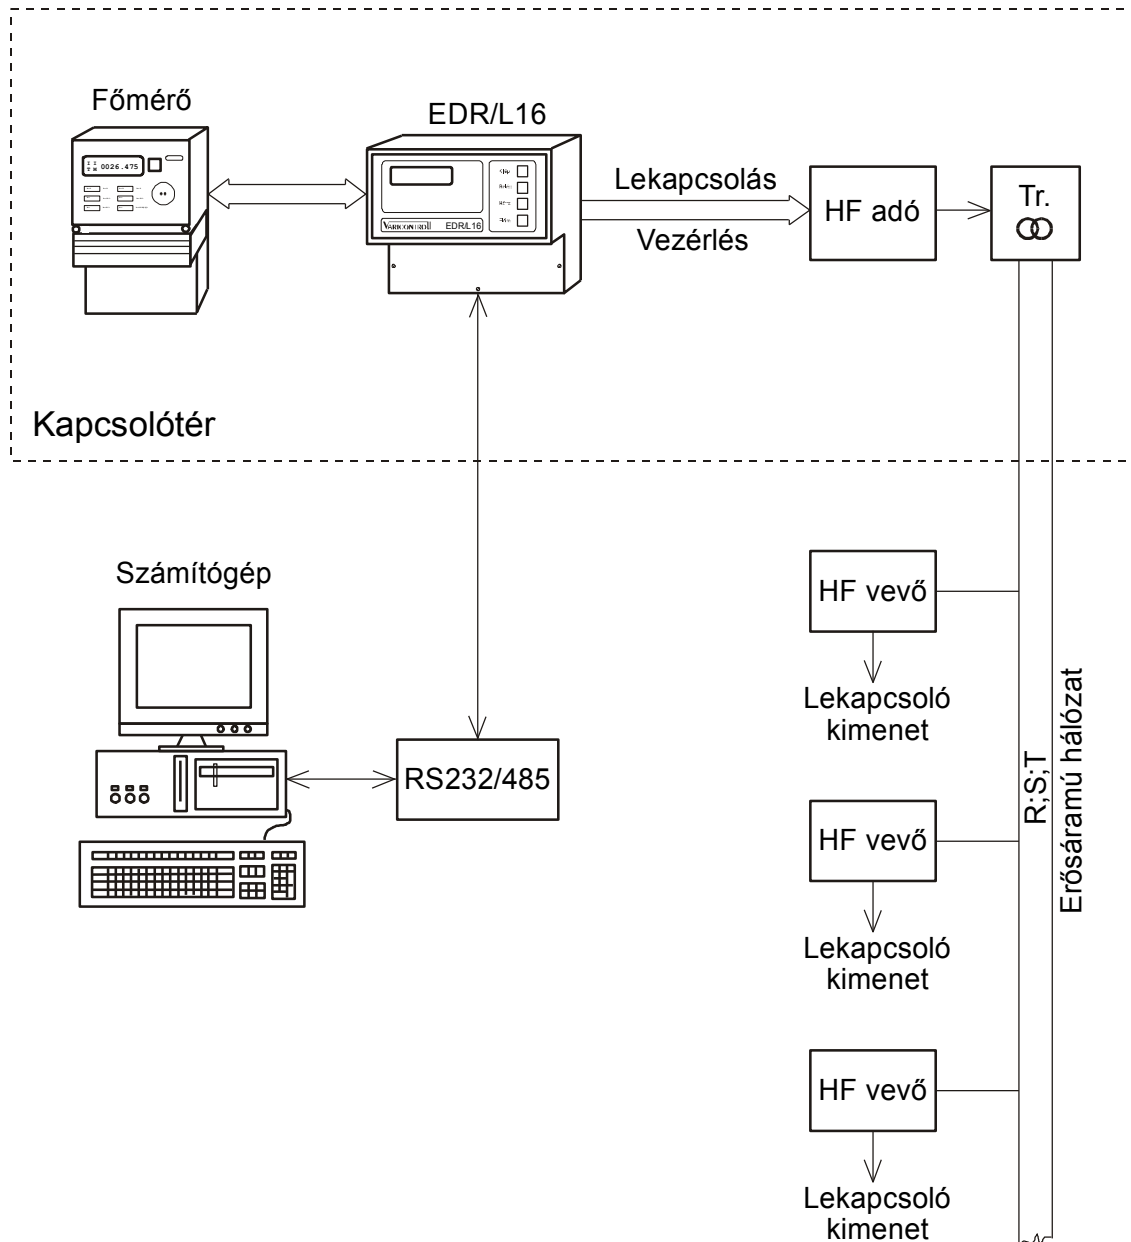 Főmérő
EDR/L16
0026.475
VARICONTROLL
EDR/L16
Lekapcsolás
Vezérlés
HF adó
Tr.
Kapcsolótér
Számítógép
RS232/485
HF vevő
Lekapcsoló
kimenet
HF vevő
Lekapcsoló
kimenet
HF vevő
Lekapcsoló
kimenet
R;S;T
Erősáramú hálózat